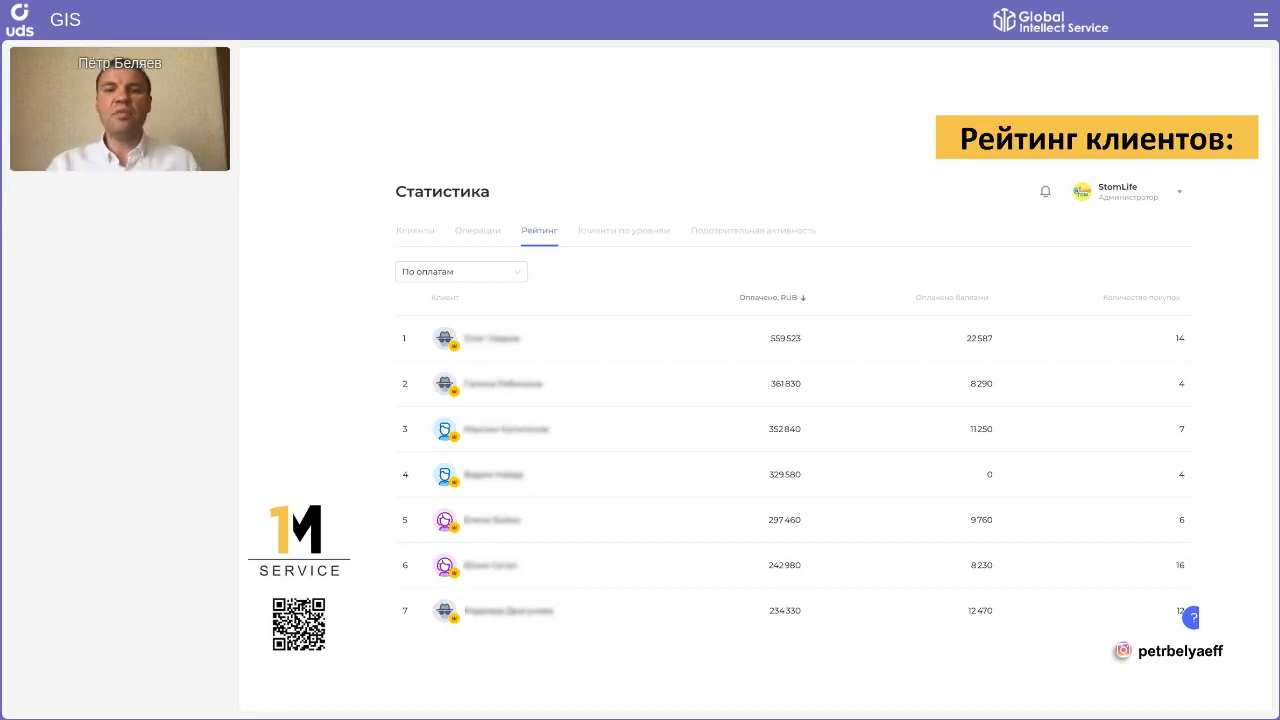 uds
GIS
Global
Intellect Service
Пётр Беляев
Рейтинг клиентов:
Статистика
StomLife
Администратор
Клиенты Операции Рейтинг Клиенты по уровням Подозрительная активность
По оплатам
Клиент Оплачено, RUB ↓ Оплачено баллами Количество покупок
1 559 523 22 587 14
2 361 830 8 290 4
3 352 840 11 250 7
4 329 580 0 4
5 297 460 9 760 6
6 242 980 8 230 16
7 234 330 12 470 12
?
1M
SERVICE
petrbelyaeff